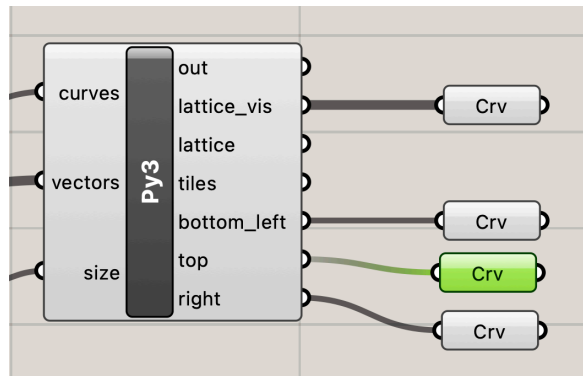 out
curves
lattice_vis
Crv
lattice
Py3
vectors
tiles
bottom_left
Crv
top
size
Crv
right
Crv